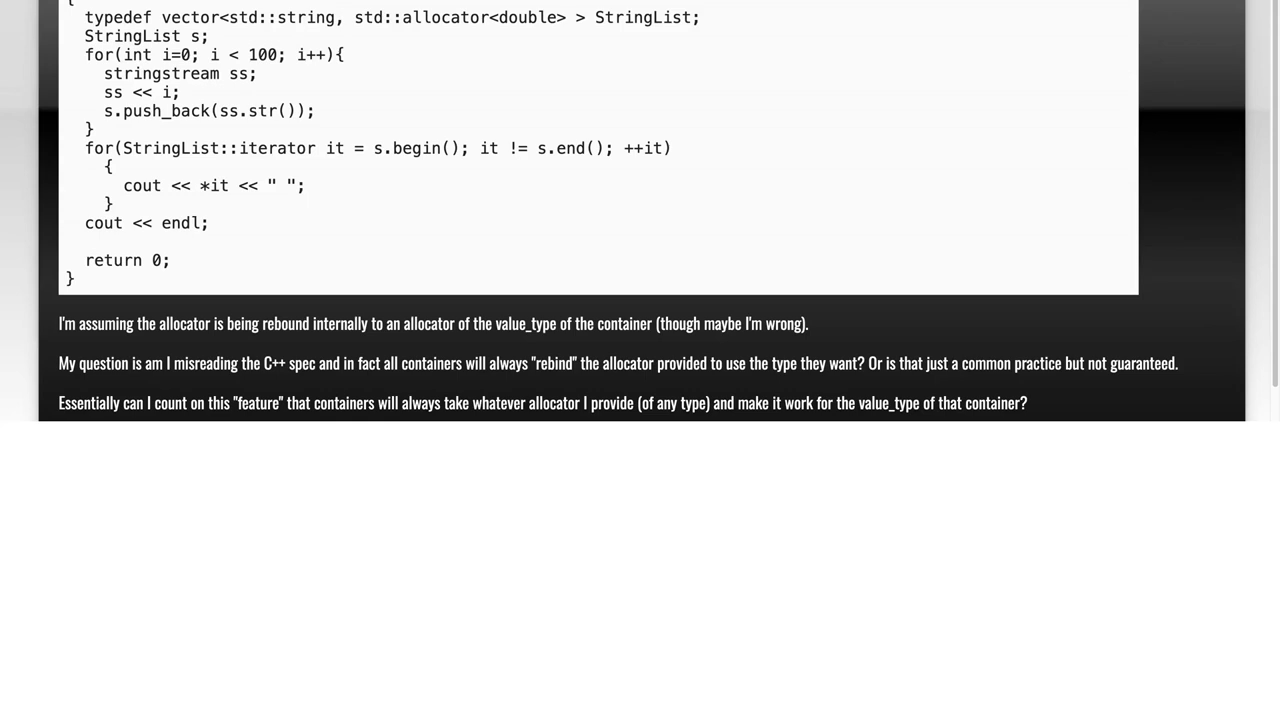 {
  typedef vector<std::string, std::allocator<double> > StringList;
  StringList s;
  for(int i=0; i < 100; i++){
    stringstream ss;
    ss << i;
    s.push_back(ss.str());
  }
  for(StringList::iterator it = s.begin(); it != s.end(); ++it)
    {
      cout << *it << " ";
    }
  cout << endl;

  return 0;
}
I'm assuming the allocator is being rebound internally to an allocator of the value_type of the container (though maybe I'm wrong).
My question is am I misreading the C++ spec and in fact all containers will always "rebind" the allocator provided to use the type they want? Or is that just a common practice but not guaranteed.
Essentially can I count on this "feature" that containers will always take whatever allocator I provide (of any type) and make it work for the value_type of that container?